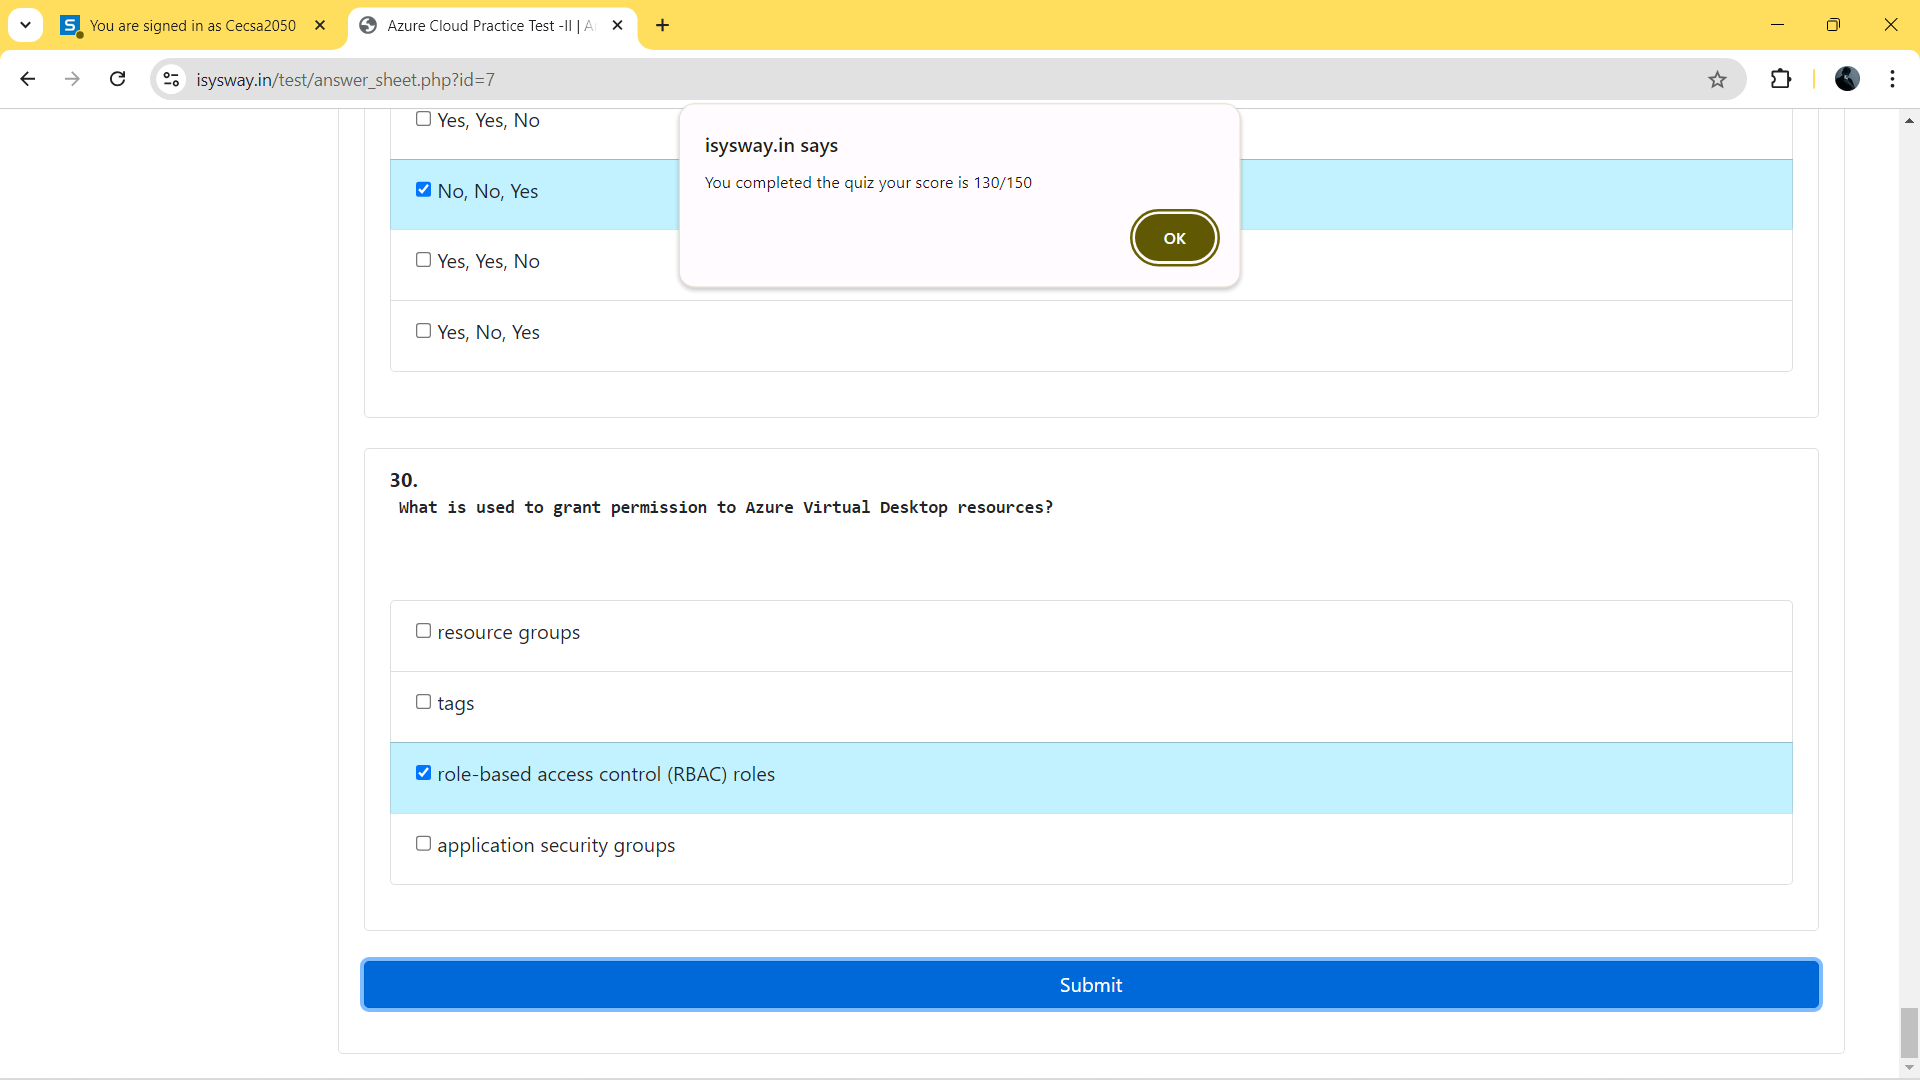 You are signed in as Cecsa2050
Azure Cloud Practice Test -II |
isysway.in/test/answer_sheet.php?id=7
isysway.in says
You completed the quiz your score is 130/150
OK
Yes, Yes, No
No, No, Yes
Yes, Yes, No
Yes, No, Yes
30.
What is used to grant permission to Azure Virtual Desktop resources?
resource groups
tags
role-based access control (RBAC) roles
application security groups
Submit